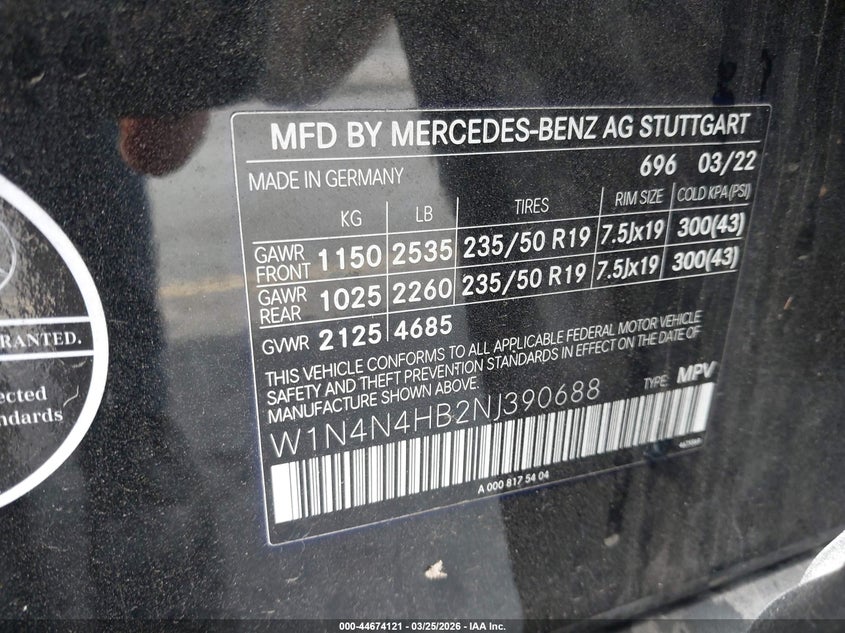 MFD BY MERCEDES-BENZ AG STUTTGART
696 03/22
MADE IN GERMANY
KG LB TIRES RIM SIZE COLD KPA(PSI)
GAWR FRONT 1150 2535 235/50 R19 7.5Jx19 300(43)
GAWR REAR 1025 2260 235/50 R19 7.5Jx19 300(43)
GVWR 2125 4685
THIS VEHICLE CONFORMS TO ALL APPLICABLE FEDERAL MOTOR VEHICLE
SAFETY AND THEFT PREVENTION STANDARDS IN EFFECT ON THE DATE OF
MANUFACTURE SHOWN ABOVE.
TYPE: MPV
W1N4N4HB2NJ390688
A 000 817 54 04
RANTED.
ected
tandards
000-44674121 | 03/25/2026 - IAA Inc.